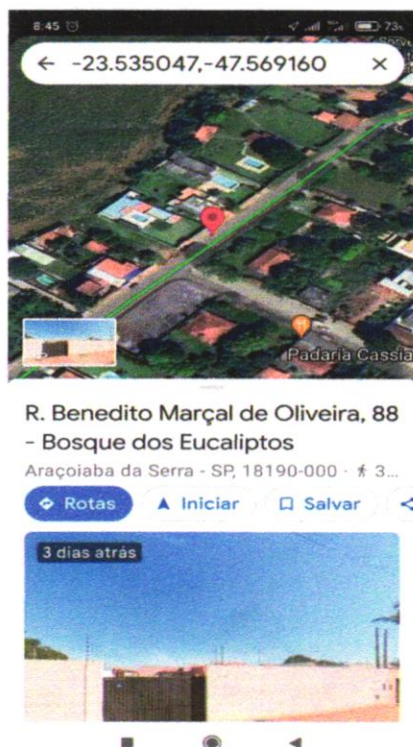 8:45
73%
-23.535047,-47.569160
Padaria Cassia
R. Benedito Marçal de Oliveira, 88
- Bosque dos Eucaliptos
Araçoiaba da Serra - SP, 18190-000 · 3...
Rotas Iniciar Salvar
3 dias atrás